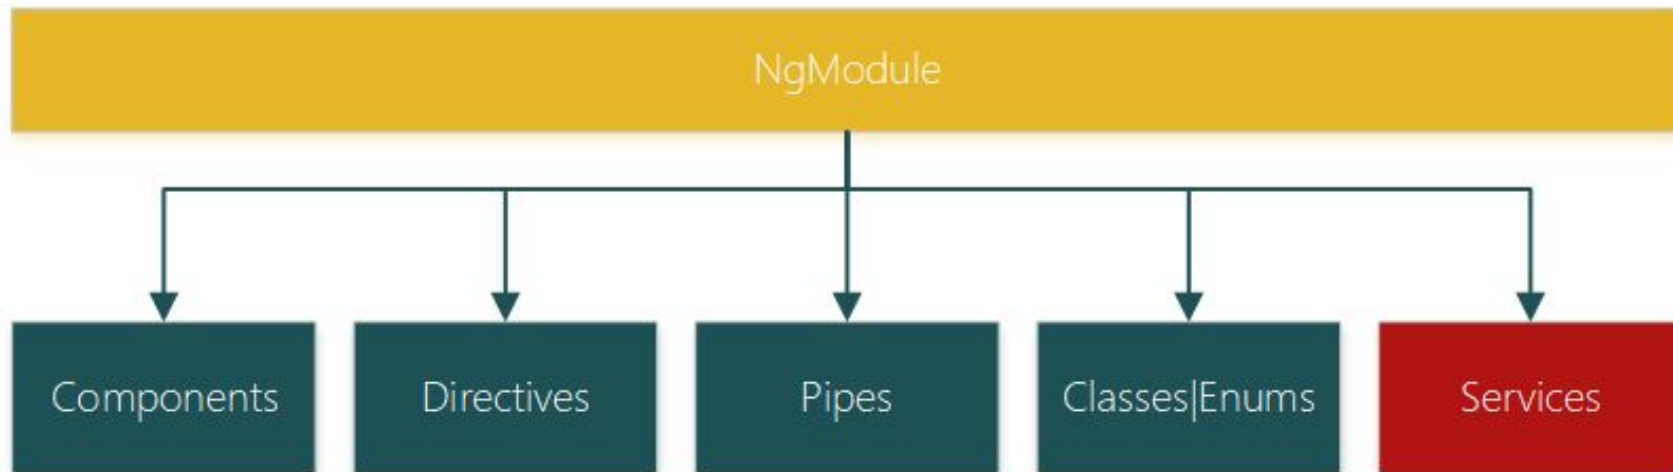 NgModule
Components
Directives
Pipes
Classes|Enums
Services